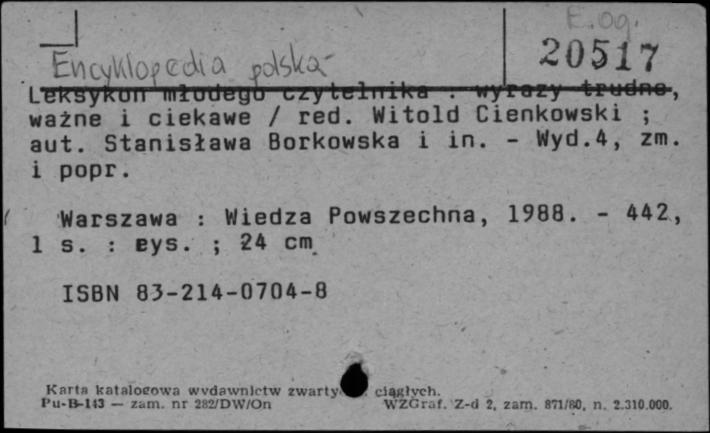 E.og.
20517
Encyklopedia polska
Leksykon młodego czytelnika : wyrazy trudne,
ważne i ciekawe / red. Witold Cienkowski ;
aut. Stanisława Borkowska i in. - Wyd.4, zm.
i popr.
Warszawa : Wiedza Powszechna, 1988. - 442,
1 s. : rys. ; 24 cm
ISBN 83-214-0704-8
Karta katalogowa wydawnictw zwarty ciągłych.
Pu-B-143 — zam. nr 282/DW/On WZGraf. Z-d 2, zam. 871/80, n. 2.310.000.